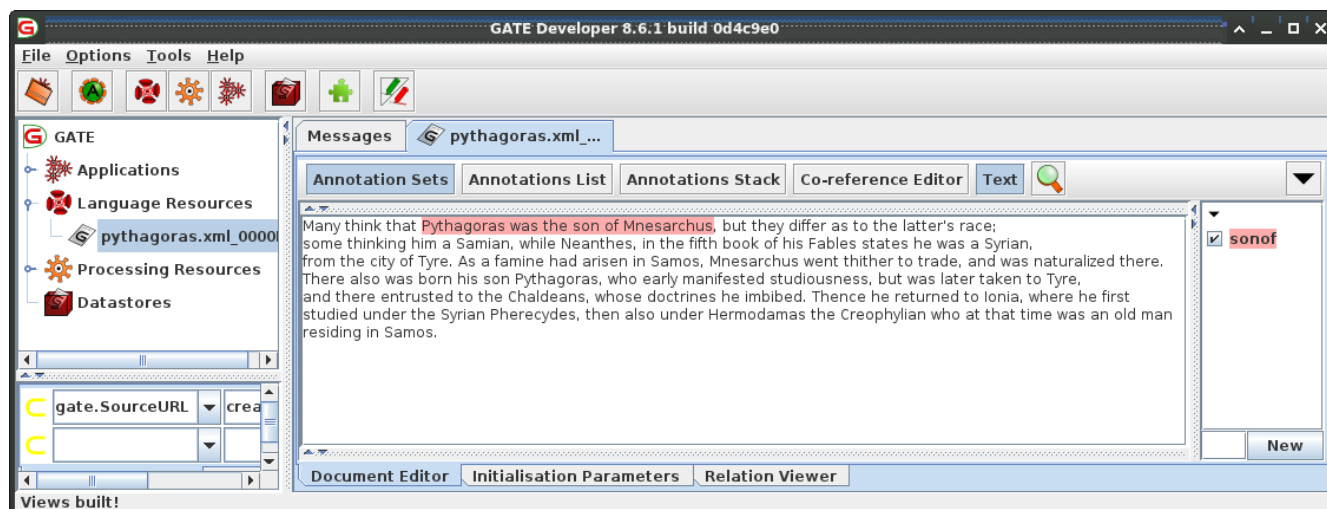 GATE Developer 8.6.1 build 0d4c9e0
File Options Tools Help
GATE
Applications
Language Resources
pythagoras.xml_0000
Processing Resources
Datastores
gate.SourceURL crea
Views built!
Messages pythagoras.xml_...
Annotation Sets Annotations List Annotations Stack Co-reference Editor Text
Many think that Pythagoras was the son of Mnesarchus, but they differ as to the latter's race;
some thinking him a Samian, while Neanthes, in the fifth book of his Fables states he was a Syrian,
from the city of Tyre. As a famine had arisen in Samos, Mnesarchus went thither to trade, and was naturalized there.
There also was born his son Pythagoras, who early manifested studiousness, but was later taken to Tyre,
and there entrusted to the Chaldeans, whose doctrines he imbibed. Thence he returned to Ionia, where he first
studied under the Syrian Pherecydes, then also under Hermodamas the Creophylian who at that time was an old man
residing in Samos.
sonof
New
Document Editor Initialisation Parameters Relation Viewer